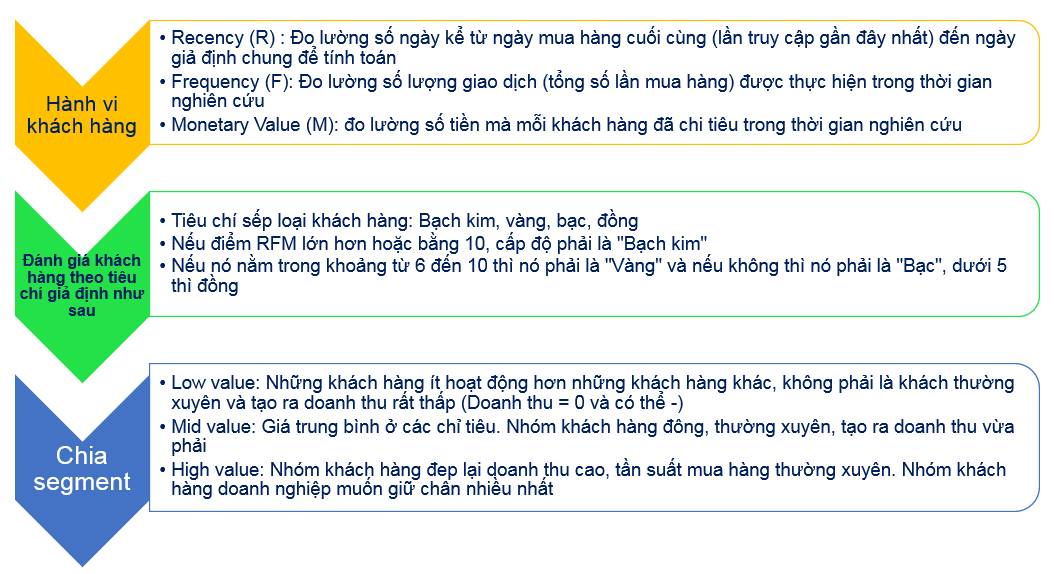 Hành vi
khách hàng
• Recency (R) : Đo lường số ngày kể từ ngày mua hàng cuối cùng (lần truy cập gần đây nhất) đến ngày
giả định chung để tính toán
• Frequency (F): Đo lường số lượng giao dịch (tổng số lần mua hàng) được thực hiện trong thời gian
nghiên cứu
• Monetary Value (M): đo lường số tiền mà mỗi khách hàng đã chi tiêu trong thời gian nghiên cứu
Đánh giá khách
hàng theo tiêu
chí giả định như
sau
• Tiêu chí sếp loại khách hàng: Bạch kim, vàng, bạc, đồng
• Nếu điểm RFM lớn hơn hoặc bằng 10, cấp độ phải là "Bạch kim"
• Nếu nó nằm trong khoảng từ 6 đến 10 thì nó phải là "Vàng" và nếu không thì nó phải là "Bạc", dưới 5
thì đồng
Chia
segment
• Low value: Những khách hàng ít hoạt động hơn những khách hàng khác, không phải là khách thường
xuyên và tạo ra doanh thu rất thấp (Doanh thu = 0 và có thể -)
• Mid value: Giá trung bình ở các chỉ tiêu. Nhóm khách hàng đông, thường xuyên, tạo ra doanh thu vừa
phải
• High value: Nhóm khách hàng đep lại doanh thu cao, tần suất mua hàng thường xuyên. Nhóm khách
hàng doanh nghiệp muốn giữ chân nhiều nhất